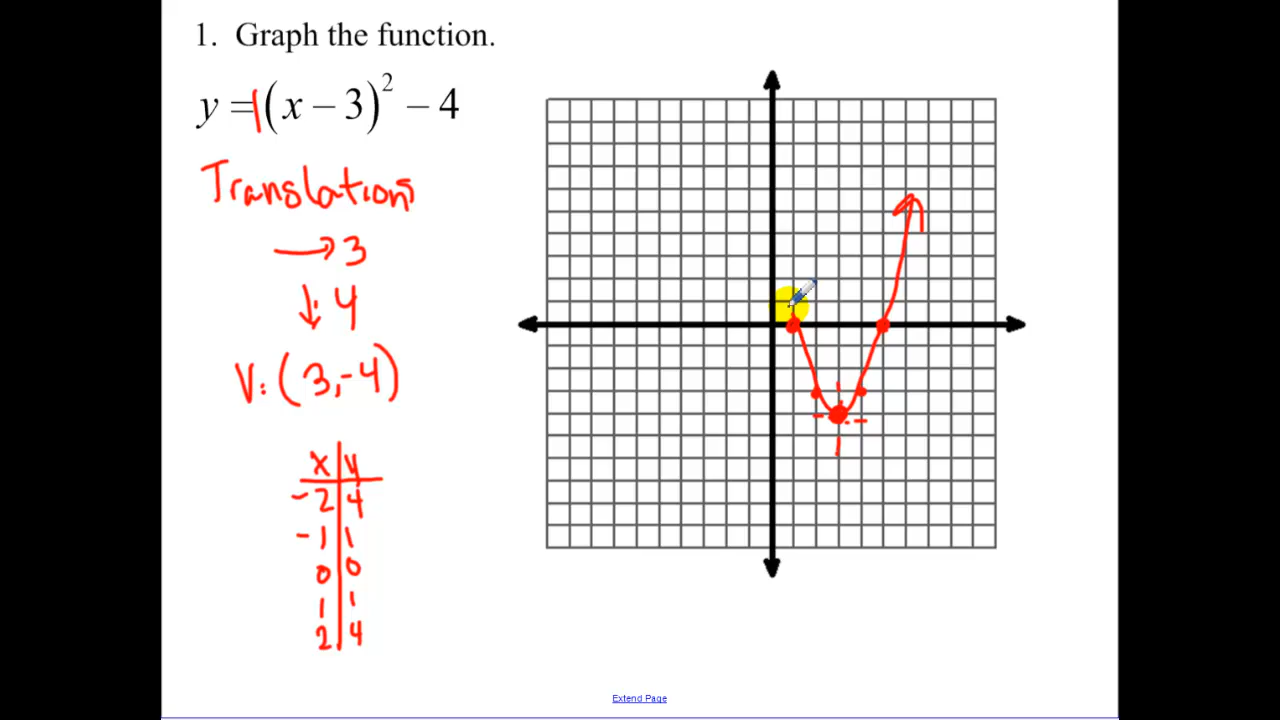 1. Graph the function.
y = 1(x − 3)² − 4
Translations
→ 3
↓ 4
V: (3, -4)
x | y
-2 | 4
-1 | 1
0 | 0
1 | 1
2 | 4
Extend Page